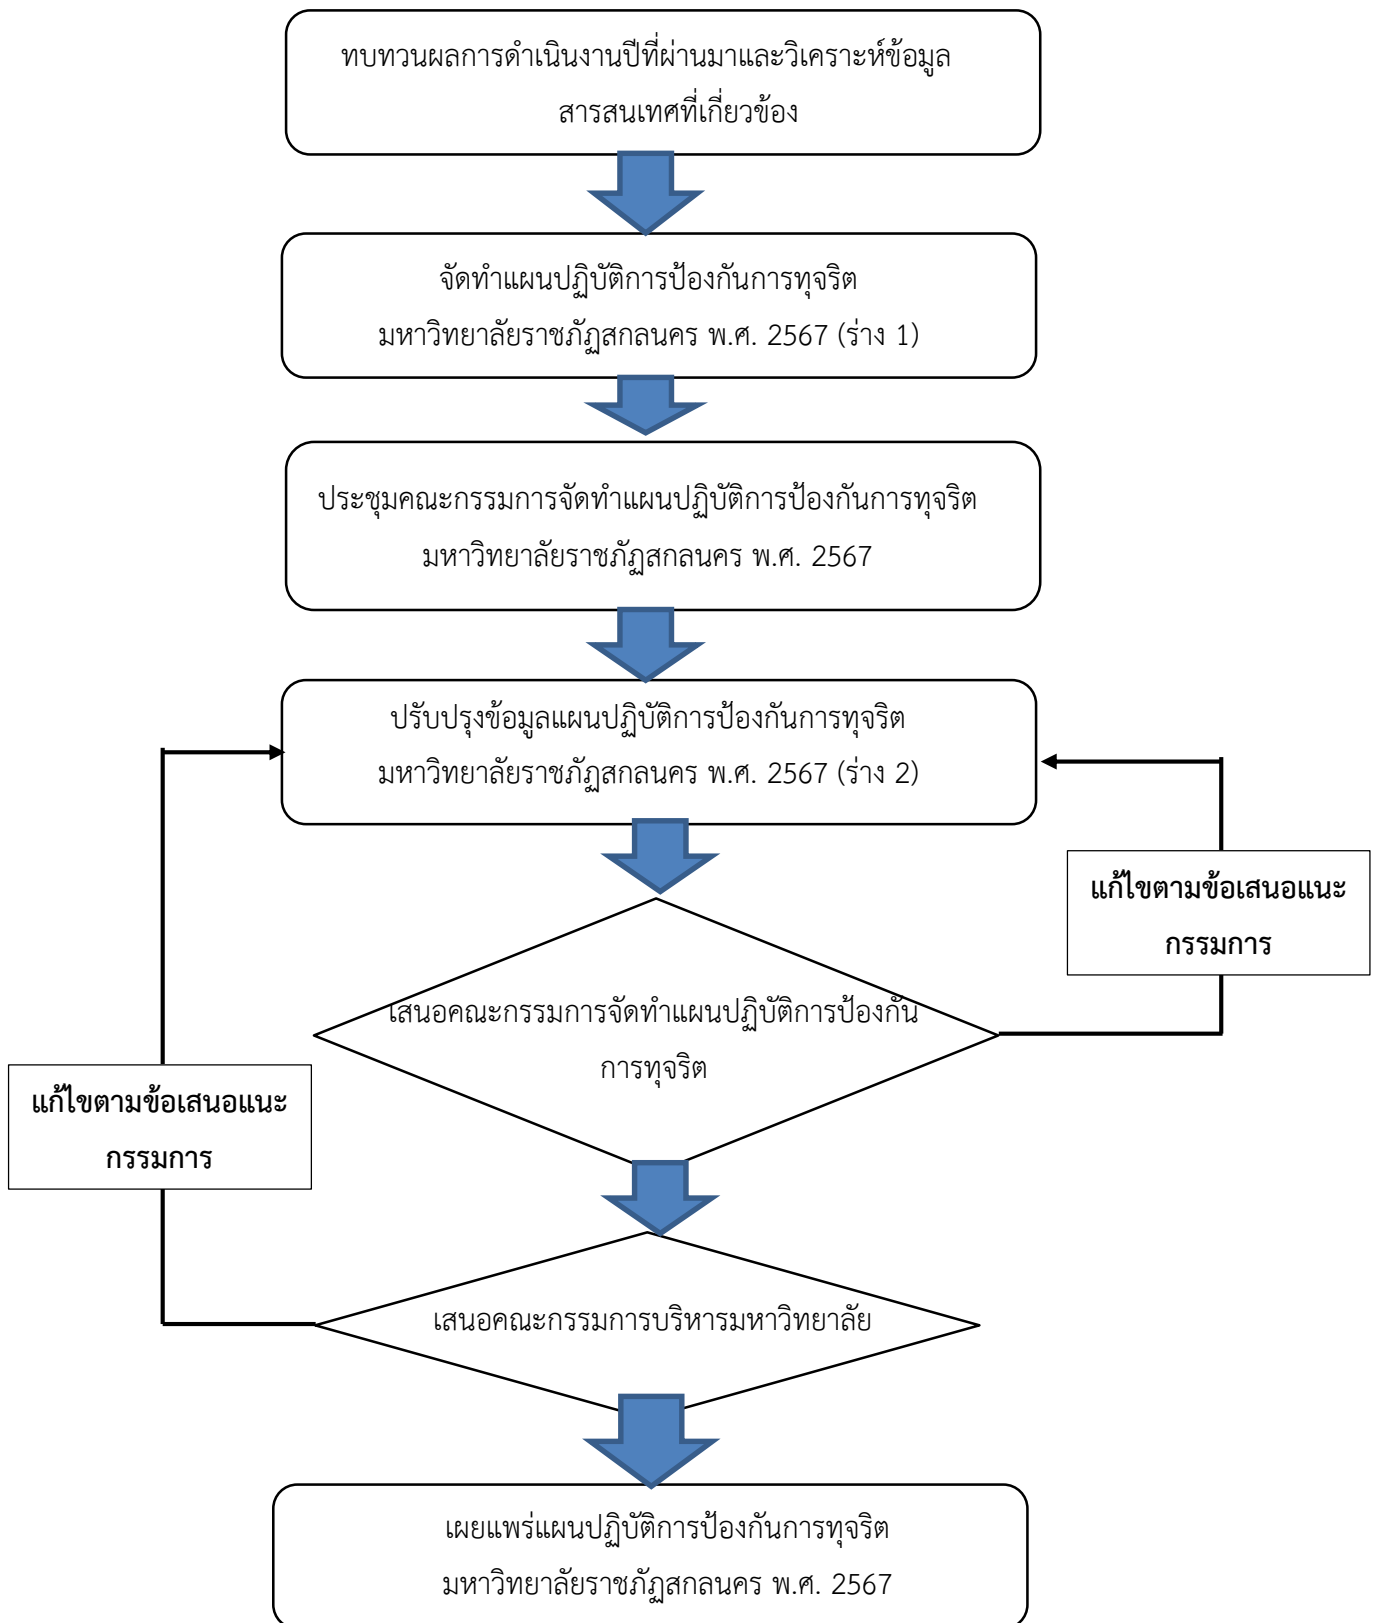 ทบทวนผลการดำเนินงานปีที่ผ่านมาและวิเคราะห์ข้อมูล
สารสนเทศที่เกี่ยวข้อง
จัดทำแผนปฏิบัติการป้องกันการทุจริต
มหาวิทยาลัยราชภัฏสกลนคร พ.ศ. 2567 (ร่าง 1)
ประชุมคณะกรรมการจัดทำแผนปฏิบัติการป้องกันการทุจริต
มหาวิทยาลัยราชภัฏสกลนคร พ.ศ. 2567
ปรับปรุงข้อมูลแผนปฏิบัติการป้องกันการทุจริต
มหาวิทยาลัยราชภัฏสกลนคร พ.ศ. 2567 (ร่าง 2)
แก้ไขตามข้อเสนอแนะ
กรรมการ
เสนอคณะกรรมการจัดทำแผนปฏิบัติการป้องกัน
การทุจริต
แก้ไขตามข้อเสนอแนะ
กรรมการ
เสนอคณะกรรมการบริหารมหาวิทยาลัย
เผยแพร่แผนปฏิบัติการป้องกันการทุจริต
มหาวิทยาลัยราชภัฏสกลนคร พ.ศ. 2567